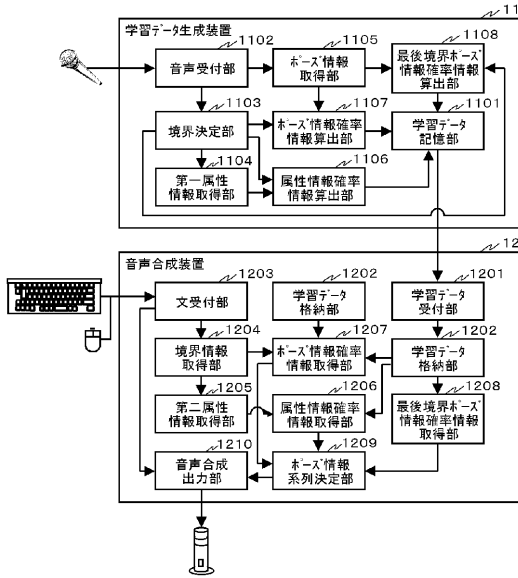 11
学習データ生成装置
1102
1105
1108
音声受付部
ポーズ情報
取得部
最後境界ポーズ
情報確率情報
算出部
1103
1107
1101
境界決定部
ポーズ情報確率
情報算出部
学習データ
記憶部
1104
1106
第一属性
情報取得部
属性情報確率
情報算出部
12
音声合成装置
1203
1202
1201
文受付部
学習データ
格納部
学習データ
受付部
1204
1207
1202
境界情報
取得部
ポーズ情報確率
情報取得部
学習データ
格納部
1205
1206
1208
第二属性
情報取得部
属性情報確率
情報取得部
最後境界ポーズ
情報確率情報
取得部
1210
1209
音声合成
出力部
ポーズ情報
系列決定部